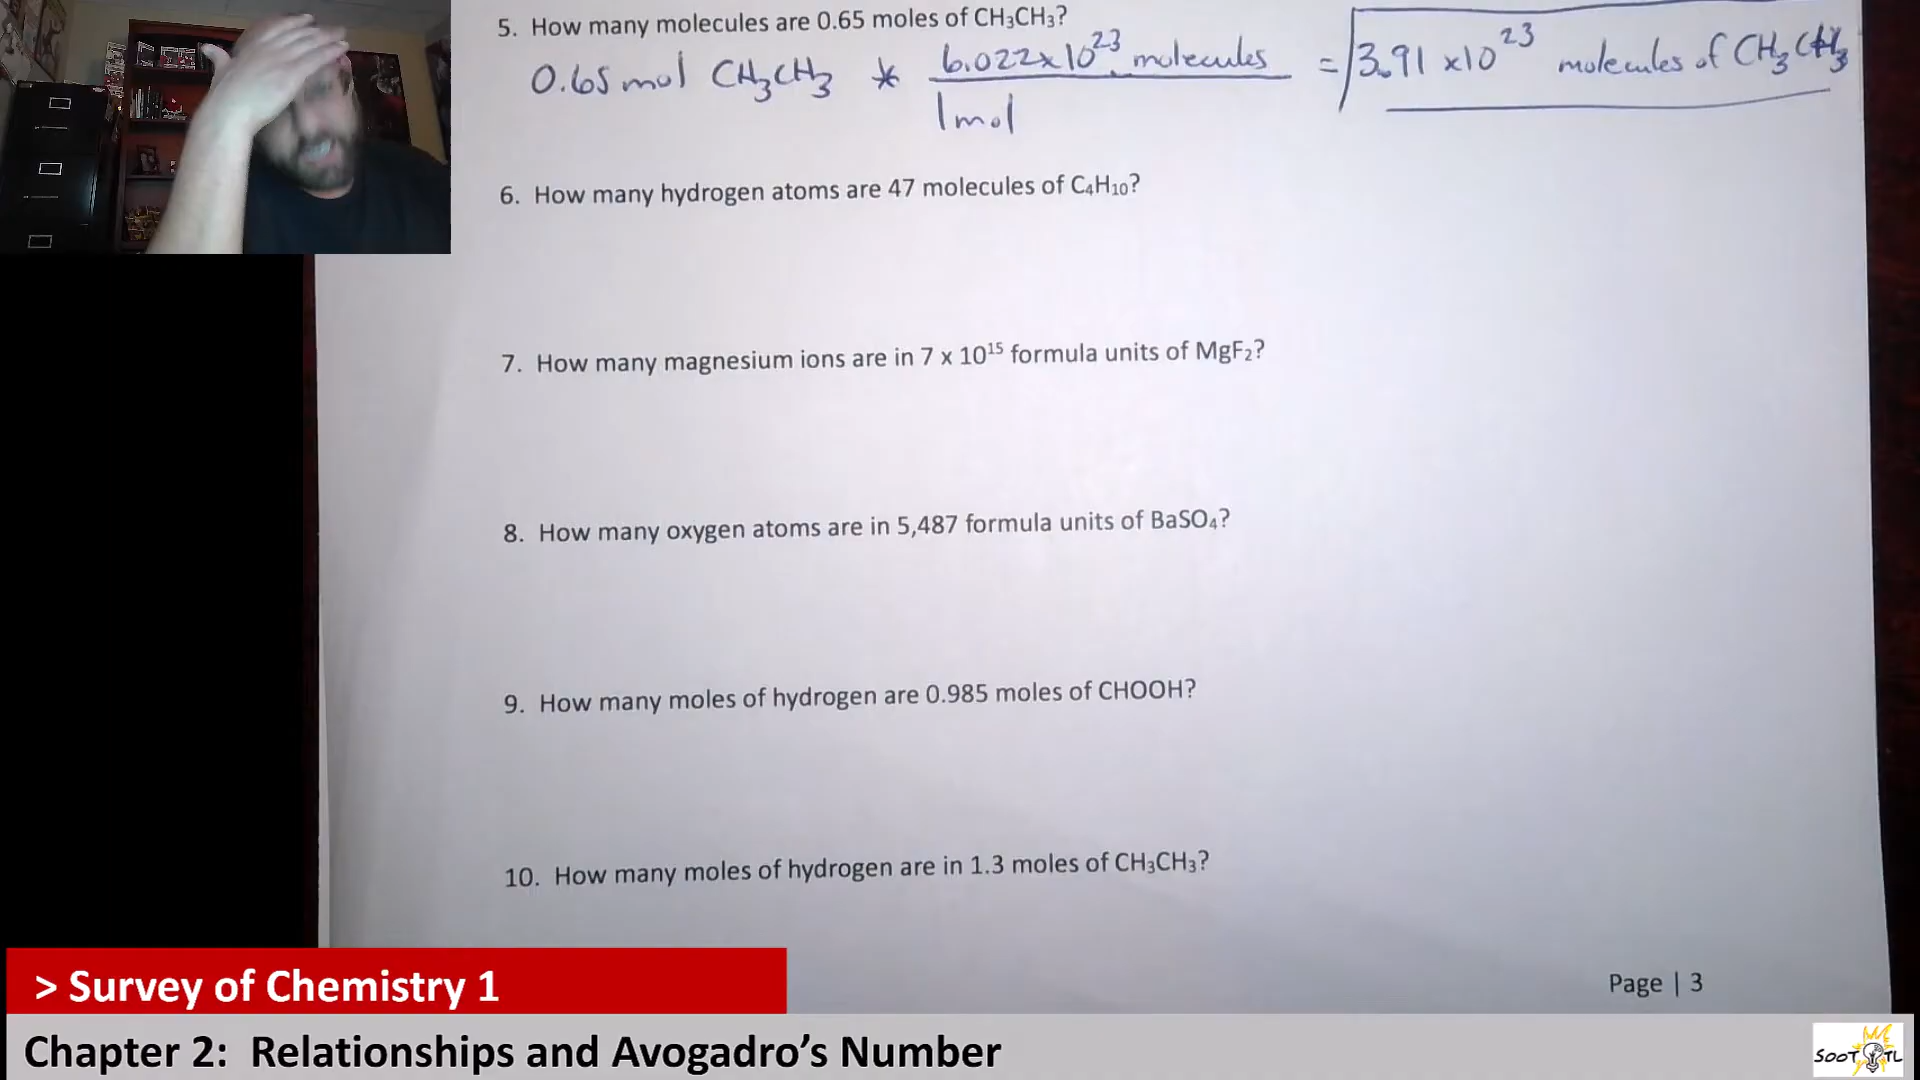 5. How many molecules are 0.65 moles of CH₃CH₃?
0.65 mol CH₃CH₃ * 6.022x10²³ molecules = 3.91 x10²³ molecules of CH₃CH₃
1 mol
6. How many hydrogen atoms are 47 molecules of C₄H₁₀?
7. How many magnesium ions are in 7 x 10¹⁵ formula units of MgF₂?
8. How many oxygen atoms are in 5,487 formula units of BaSO₄?
9. How many moles of hydrogen are 0.985 moles of CHOOH?
10. How many moles of hydrogen are in 1.3 moles of CH₃CH₃?
Page | 3
> Survey of Chemistry 1
Chapter 2: Relationships and Avogadro's Number
SOOTTL